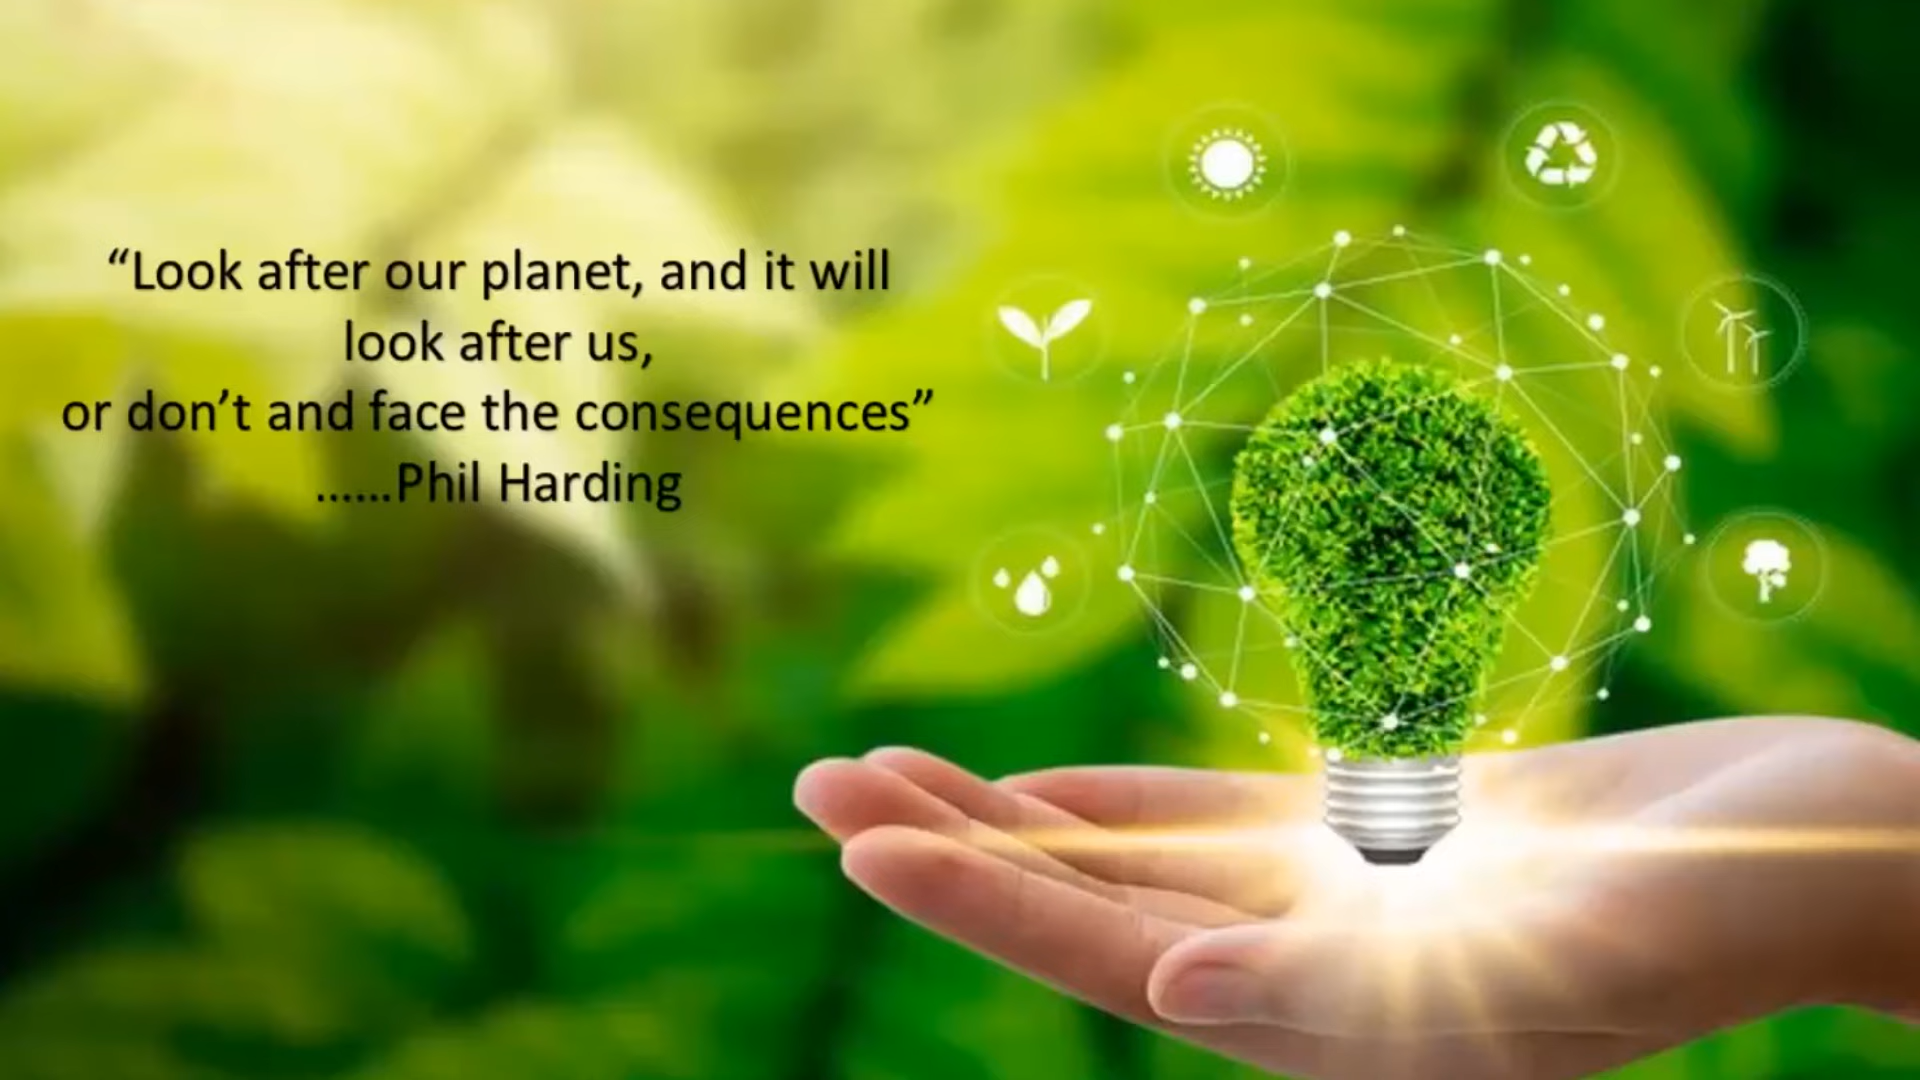 “Look after our planet, and it will
look after us,
or don’t and face the consequences”
......Phil Harding